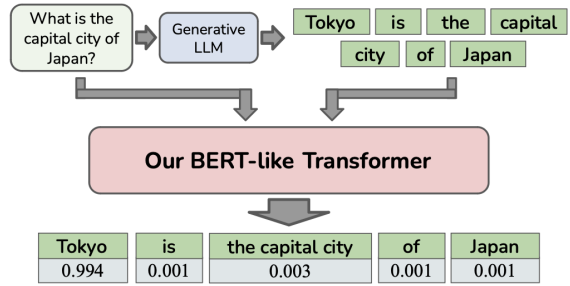 What is the
capital city of
Japan?
Generative
LLM
Tokyo is the capital
city of Japan
Our BERT-like Transformer
Tokyo is the capital city of Japan
0.994 0.001 0.003 0.001 0.001